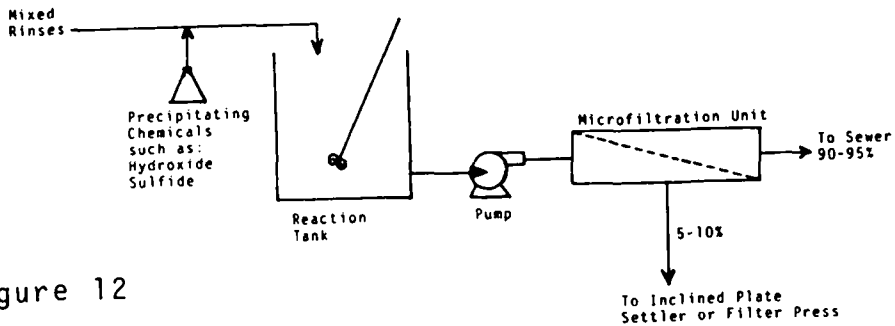 Mixed
Rinses
Precipitating
Chemicals
such as:
Hydroxide
Sulfide
Reaction
Tank
Pump
Microfiltration Unit
To Sewer
90-95%
5-10%
To Inclined Plate
Settler or Filter Press
gure 12